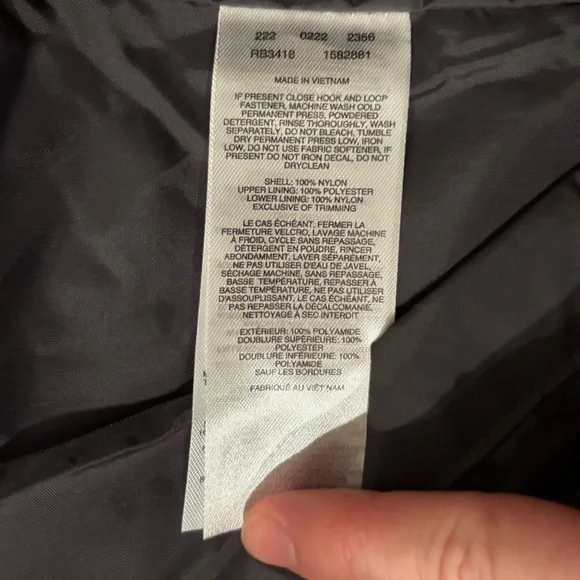 222 0222 2356
RB3418 1582881
MADE IN VIETNAM
IF PRESENT CLOSE HOOK AND LOOP
FASTENER, MACHINE WASH COLD
PERMANENT PRESS, POWDERED
DETERGENT, RINSE THOROUGHLY, WASH
SEPARATELY, DO NOT BLEACH, TUMBLE
DRY PERMANENT PRESS LOW, IRON
LOW, DO NOT USE FABRIC SOFTENER, IF
PRESENT DO NOT IRON DECAL, DO NOT
DRYCLEAN
SHELL: 100% NYLON
UPPER LINING: 100% POLYESTER
LOWER LINING: 100% NYLON
EXCLUSIVE OF TRIMMING
LE CAS ÉCHÉANT, FERMER LA
FERMETURE VELCRO, LAVAGE MACHINE
À FROID, CYCLE SANS REPASSAGE,
DÉTERGENT EN POUDRE, RINCER
ABONDAMMENT, LAVER SÉPARÉMENT,
NE PAS UTILISER D'EAU DE JAVEL,
SÉCHAGE MACHINE, SANS REPASSAGE,
BASSE TEMPÉRATURE, REPASSER À
BASSE TEMPÉRATURE, NE PAS UTILISER
D'ASSOUPLISSANT, LE CAS ÉCHÉANT, NE
PAS REPASSER LA DÉCALCOMANIE,
NETTOYAGE À SEC INTERDIT
EXTÉRIEUR: 100% POLYAMIDE
DOUBLURE SUPÉRIEURE: 100%
POLYESTER
DOUBLURE INFÉRIEURE: 100%
POLYAMIDE
SAUF LES BORDURES
FABRIQUÉ AU VIÊT NAM